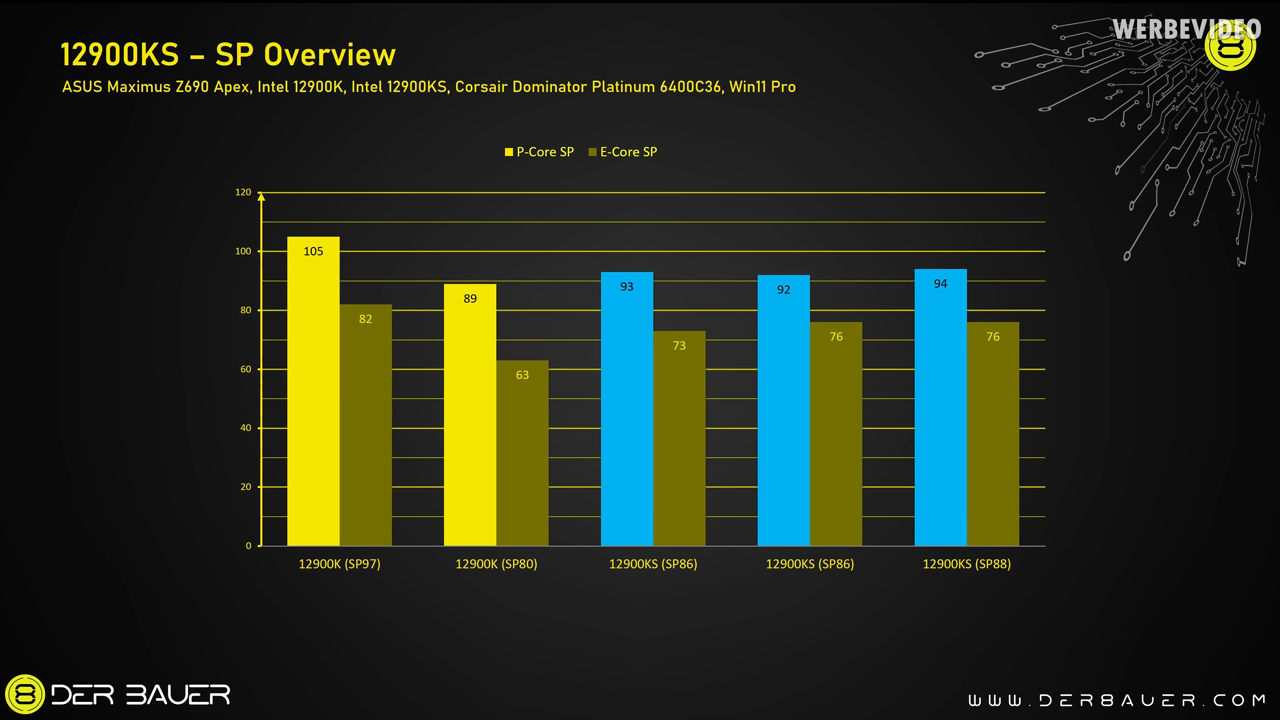 WERBEVIDEO
12900KS – SP Overview
ASUS Maximus Z690 Apex, Intel 12900K, Intel 12900KS, Corsair Dominator Platinum 6400C36, Win11 Pro
P-Core SP E-Core SP
120
100
80
60
40
20
0
105
82
89
63
93
73
92
76
94
76
12900K (SP97) 12900K (SP80) 12900KS (SP86) 12900KS (SP86) 12900KS (SP88)
8 DER 8AUER
WWW.DER8AUER.COM